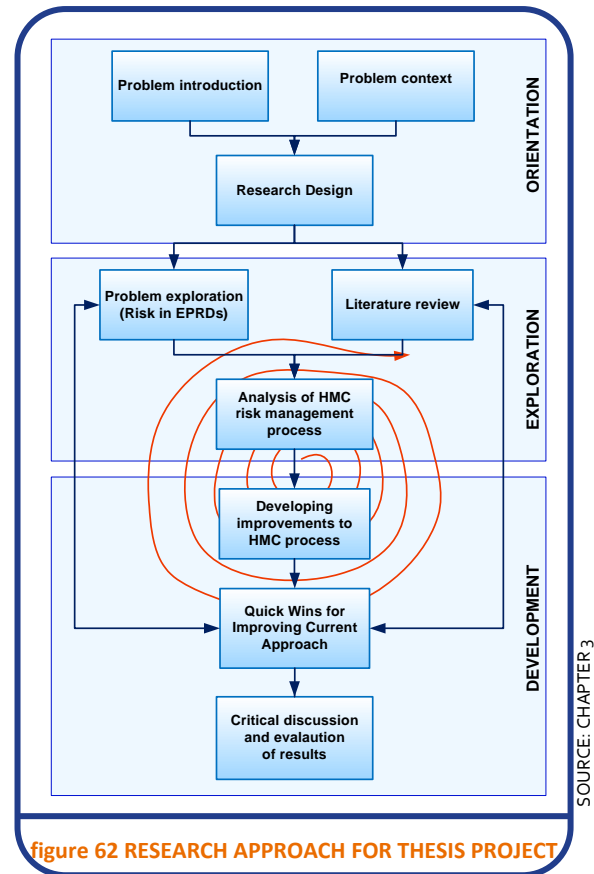 Problem introduction
Problem context
Research Design
ORIENTATION
Problem exploration
(Risk in EPRDs)
Literature review
Analysis of HMC
risk management
process
EXPLORATION
Developing
improvements to
HMC process
Quick Wins for
Improving Current
Approach
Critical discussion
and evalaution
of results
DEVELOPMENT
SOURCE: CHAPTER 3
figure 62 RESEARCH APPROACH FOR THESIS PROJECT